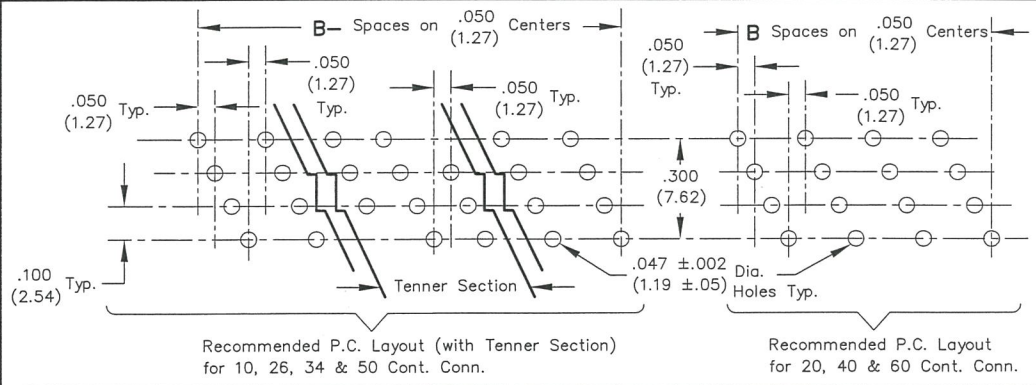 B– Spaces on .050 Centers
(1.27)
B Spaces on .050 Centers
(1.27)
.050
(1.27)
Typ.
.050
(1.27)
Typ.
.050 Typ.
(1.27)
.050
(1.27)
.050
(1.27)
.300
(7.62)
.100 Typ.
(2.54)
Tenner Section
.047 ±.002 Dia.
(1.19 ±.05) Holes Typ.
Recommended P.C. Layout (with Tenner Section)
for 10, 26, 34 & 50 Cont. Conn.
Recommended P.C. Layout
for 20, 40 & 60 Cont. Conn.